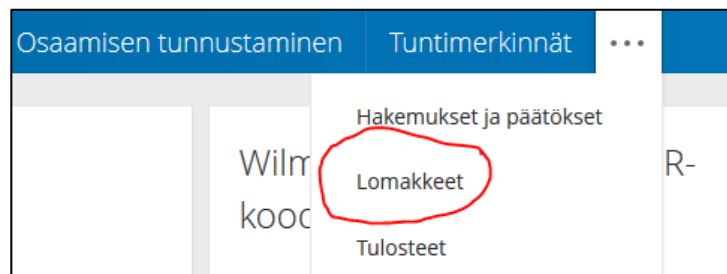 Osaamisen tunnustaminen Tuntimerkinnät ...
Hakemukset ja päätökset
Lomakkeet
Tulosteet
R-